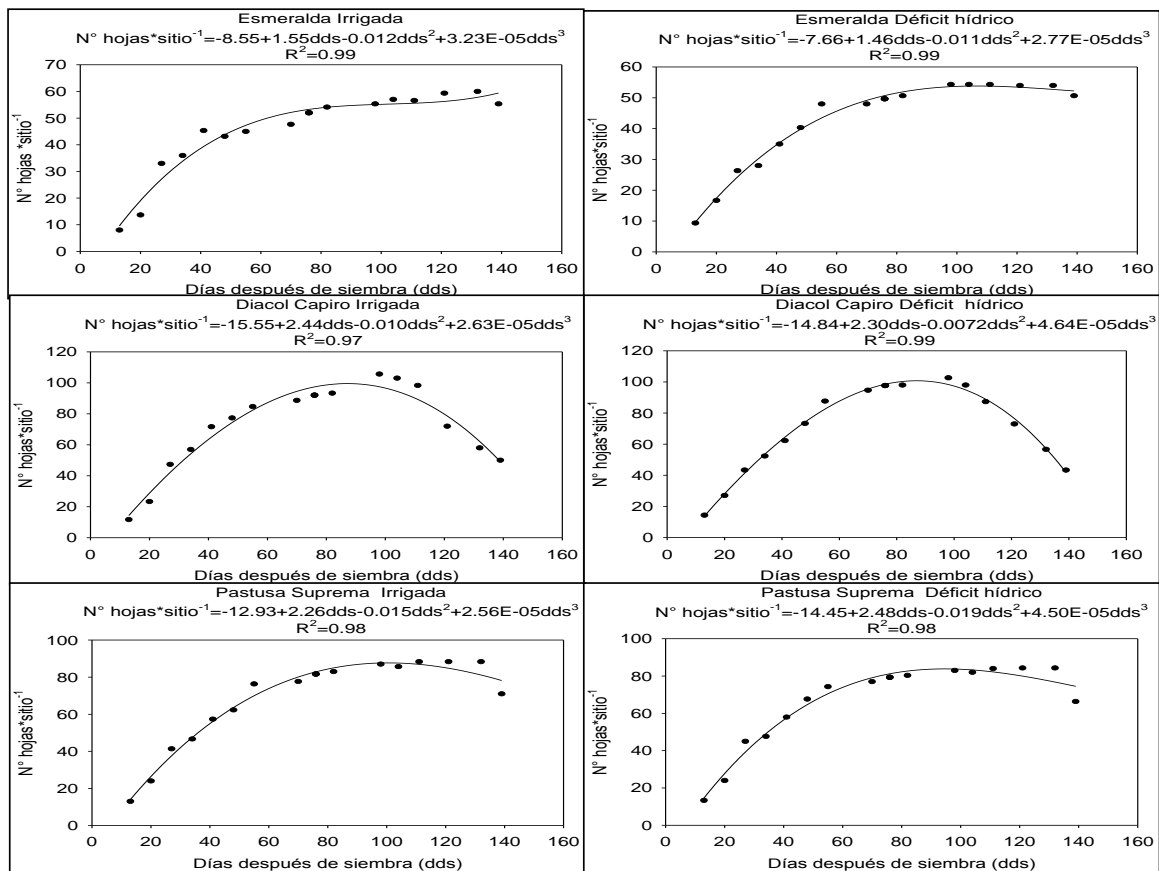 Esmeralda Irrigada
N° hojas*sitio⁻¹=-8.55+1.55dds-0.012dds²+3.23E-05dds³
R²=0.99
N° hojas *sitio⁻¹
70
60
50
40
30
20
10
0
0 20 40 60 80 100 120 140 160
Días después de siembra (dds)
Esmeralda Déficit hídrico
N° hojas*sitio⁻¹=-7.66+1.46dds-0.011dds²+2.77E-05dds³
R²=0.99
N° hojas*sitio⁻¹
60
50
40
30
20
10
0
0 20 40 60 80 100 120 140 160
Días después de siembra (dds)
Diacol Capiro Irrigada
N° hojas*sitio⁻¹=-15.55+2.44dds-0.010dds²+2.63E-05dds³
R²=0.97
N° hojas*sitio⁻¹
120
100
80
60
40
20
0
0 20 40 60 80 100 120 140 160
Días después de siembra (dds)
Diacol Capiro Déficit hídrico
N° hojas*sitio⁻¹=-14.84+2.30dds-0.0072dds²+4.64E-05dds³
R²=0.99
N° hojas*sitio⁻¹
120
100
80
60
40
20
0
0 20 40 60 80 100 120 140 160
Días después de siembra (dds)
Pastusa Suprema Irrigada
N° hojas*sitio⁻¹=-12.93+2.26dds-0.015dds²+2.56E-05dds³
R²=0.98
N° hojas*sitio⁻¹
100
80
60
40
20
0
0 20 40 60 80 100 120 140 160
Días después de siembra (dds)
Pastusa Suprema Déficit hídrico
N° hojas*sitio⁻¹=-14.45+2.48dds-0.019dds²+4.50E-05dds³
R²=0.98
N° hojas*sitio⁻¹
100
80
60
40
20
0
0 20 40 60 80 100 120 140 160
Días después de siembra (dds)